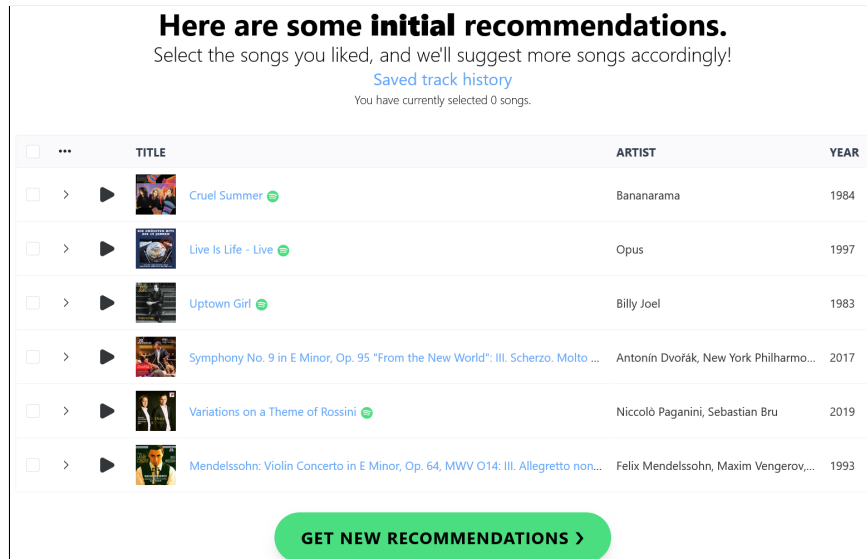 Here are some initial recommendations.
Select the songs you liked, and we'll suggest more songs accordingly!
Saved track history
You have currently selected 0 songs.
••• TITLE ARTIST YEAR
Cruel Summer Bananarama 1984
Live Is Life - Live Opus 1997
Uptown Girl Billy Joel 1983
Symphony No. 9 in E Minor, Op. 95 "From the New World": III. Scherzo. Molto ... Antonín Dvořák, New York Philharmo... 2017
Variations on a Theme of Rossini Niccolò Paganini, Sebastian Bru 2019
Mendelssohn: Violin Concerto in E Minor, Op. 64, MWV O14: III. Allegretto non... Felix Mendelssohn, Maxim Vengerov,... 1993
GET NEW RECOMMENDATIONS >